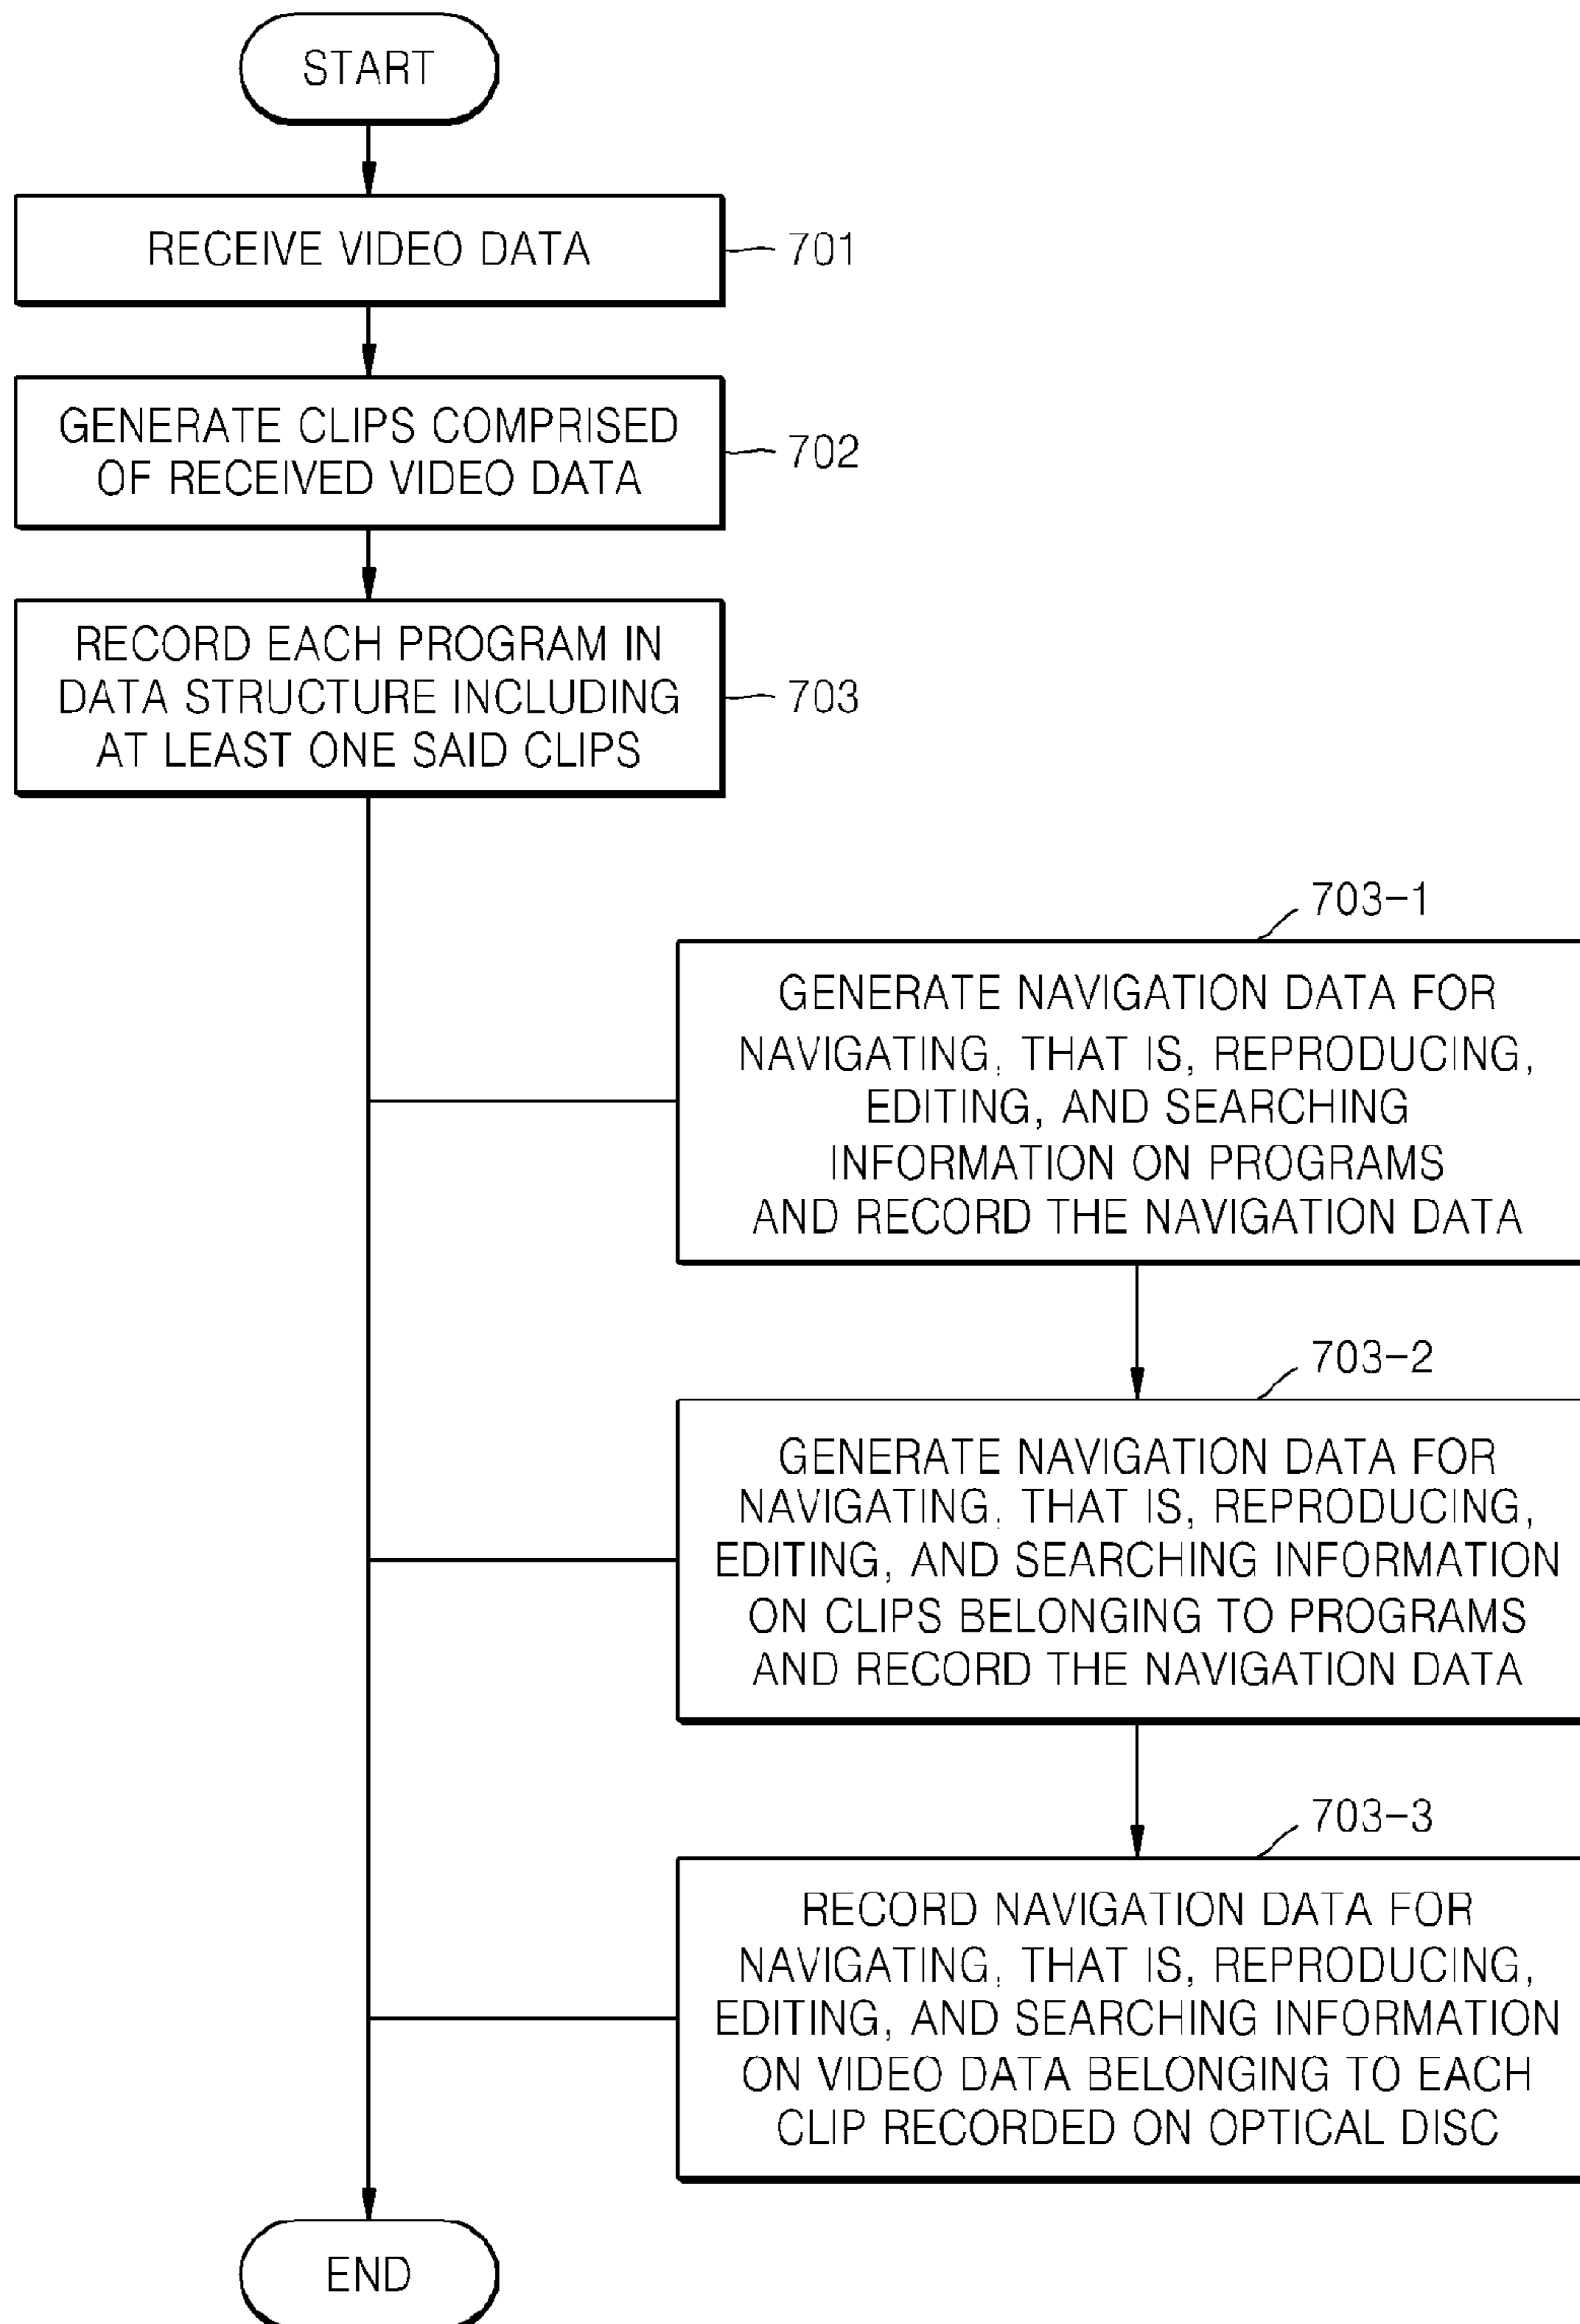 START
RECEIVE VIDEO DATA
701
GENERATE CLIPS COMPRISED
OF RECEIVED VIDEO DATA
702
RECORD EACH PROGRAM IN
DATA STRUCTURE INCLUDING
AT LEAST ONE SAID CLIPS
703
703-1
GENERATE NAVIGATION DATA FOR
NAVIGATING, THAT IS, REPRODUCING,
EDITING, AND SEARCHING
INFORMATION ON PROGRAMS
AND RECORD THE NAVIGATION DATA
703-2
GENERATE NAVIGATION DATA FOR
NAVIGATING, THAT IS, REPRODUCING,
EDITING, AND SEARCHING INFORMATION
ON CLIPS BELONGING TO PROGRAMS
AND RECORD THE NAVIGATION DATA
703-3
RECORD NAVIGATION DATA FOR
NAVIGATING, THAT IS, REPRODUCING,
EDITING, AND SEARCHING INFORMATION
ON VIDEO DATA BELONGING TO EACH
CLIP RECORDED ON OPTICAL DISC
END